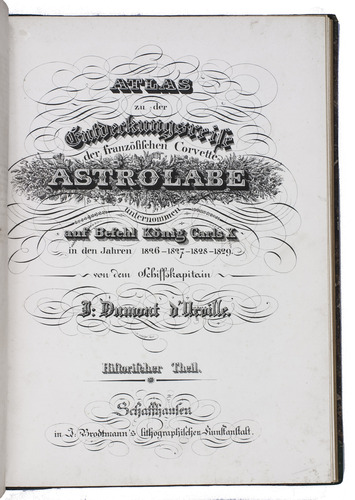 ATLAS
zu der
Entdeckungsreise
der französischen Corvette
ASTROLABE
unternommen
auf Befehl König Carls X
in den Jahren 1826–1827–1828–1829.
von dem Schiffskapitain
J: Dumont d'Urville.
Historischer Theil.
Schaffhausen
in J. Brodtmann's lithographischer Kunstanstalt.